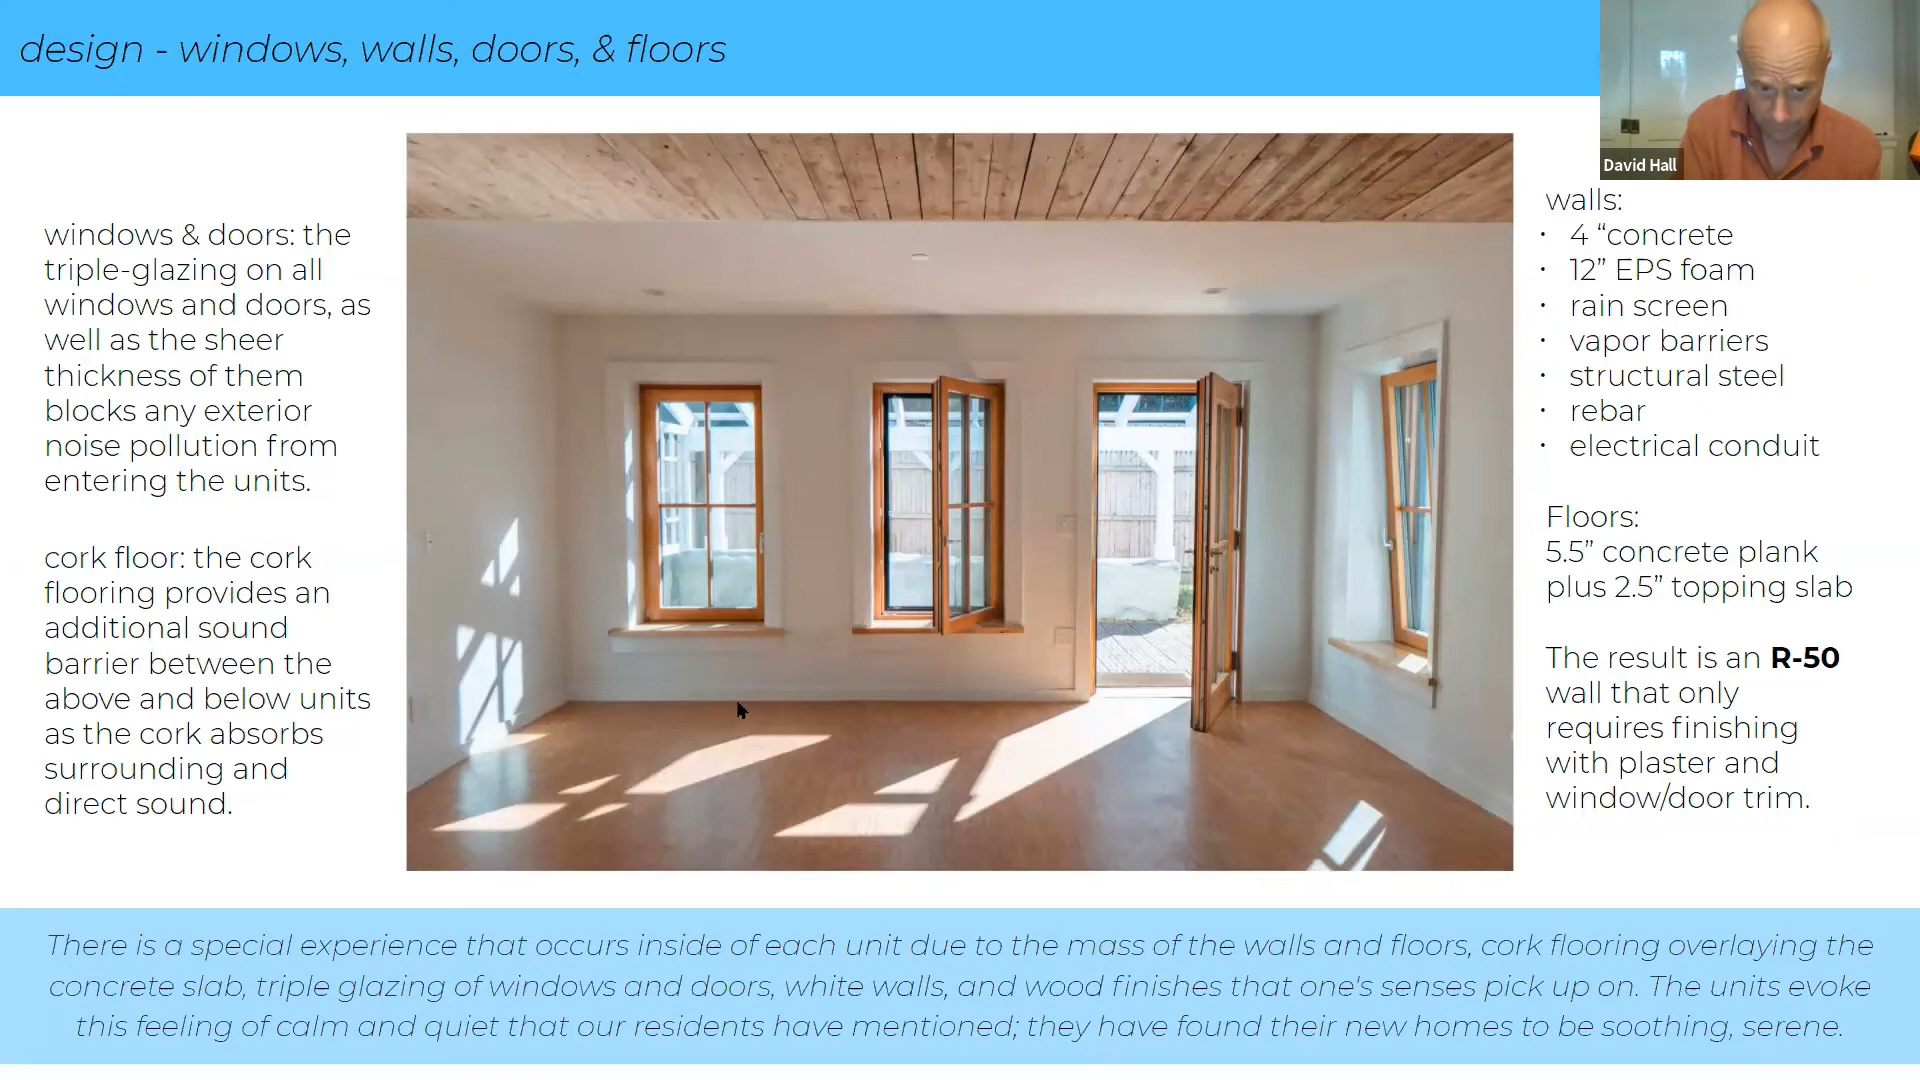 design - windows, walls, doors, & floors
David Hall
windows & doors: the
triple-glazing on all
windows and doors, as
well as the sheer
thickness of them
blocks any exterior
noise pollution from
entering the units.
cork floor: the cork
flooring provides an
additional sound
barrier between the
above and below units
as the cork absorbs
surrounding and
direct sound.
walls:
· 4 “concrete
· 12” EPS foam
· rain screen
· vapor barriers
· structural steel
· rebar
· electrical conduit
Floors:
5.5” concrete plank
plus 2.5” topping slab
The result is an R-50
wall that only
requires finishing
with plaster and
window/door trim.
There is a special experience that occurs inside of each unit due to the mass of the walls and floors, cork flooring overlaying the
concrete slab, triple glazing of windows and doors, white walls, and wood finishes that one's senses pick up on. The units evoke
this feeling of calm and quiet that our residents have mentioned; they have found their new homes to be soothing, serene.